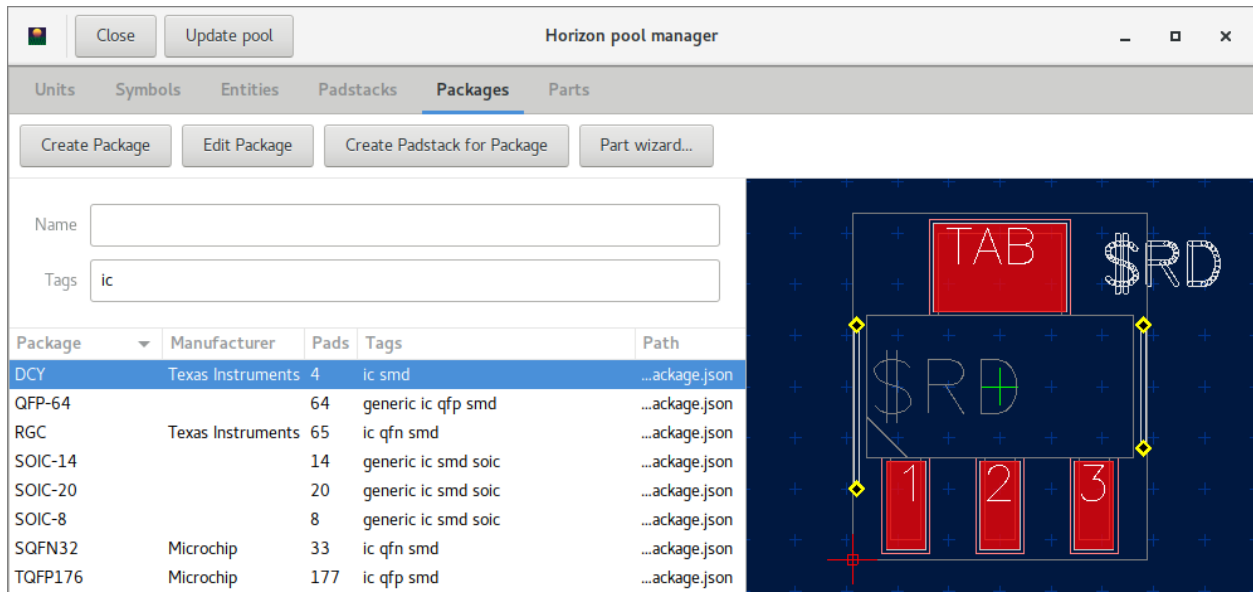 Close Update pool Horizon pool manager
Units Symbols Entities Padstacks Packages Parts
Create Package Edit Package Create Padstack for Package Part wizard...
Name
Tags ic
Package Manufacturer Pads Tags Path
DCY Texas Instruments 4 ic smd ...ackage.json
QFP-64 64 generic ic qfp smd ...ackage.json
RGC Texas Instruments 65 ic qfn smd ...ackage.json
SOIC-14 14 generic ic smd soic ...ackage.json
SOIC-20 20 generic ic smd soic ...ackage.json
SOIC-8 8 generic ic smd soic ...ackage.json
SQFN32 Microchip 33 ic qfn smd ...ackage.json
TQFP176 Microchip 177 ic qfp smd ...ackage.json
TAB $RD
$RD
1 2 3